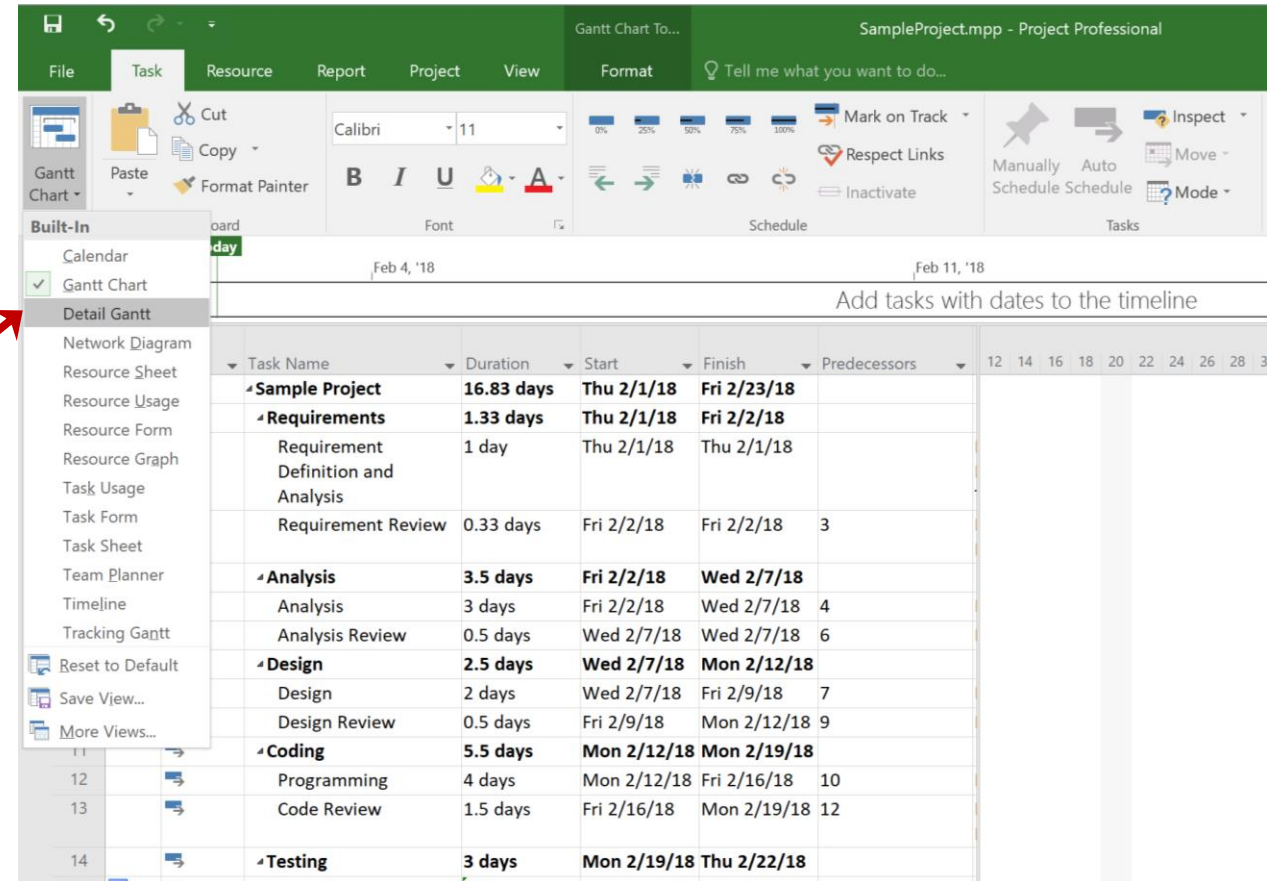 Gantt Chart To...
SampleProject.mpp - Project Professional
File Task Resource Report Project View Format Tell me what you want to do...
Gantt Chart
Paste
Cut
Copy
Format Painter
Calibri 11
B I U A
Font
0% 25% 50% 75% 100%
Mark on Track
Respect Links
Inactivate
Schedule
Manually Schedule
Auto Schedule
Inspect
Move
Mode
Tasks
Built-In
Calendar
Gantt Chart
Detail Gantt
Network Diagram
Resource Sheet
Resource Usage
Resource Form
Resource Graph
Task Usage
Task Form
Task Sheet
Team Planner
Timeline
Tracking Gantt
Reset to Default
Save View...
More Views...
oard
day
Feb 4, '18 Feb 11, '18
Add tasks with dates to the timeline
Task Name Duration Start Finish Predecessors 12 14 16 18 20 22 24 26 28 3
Sample Project 16.83 days Thu 2/1/18 Fri 2/23/18
Requirements 1.33 days Thu 2/1/18 Fri 2/2/18
Requirement 1 day Thu 2/1/18 Thu 2/1/18
Definition and
Analysis
Requirement Review 0.33 days Fri 2/2/18 Fri 2/2/18 3
Analysis 3.5 days Fri 2/2/18 Wed 2/7/18
Analysis 3 days Fri 2/2/18 Wed 2/7/18 4
Analysis Review 0.5 days Wed 2/7/18 Wed 2/7/18 6
Design 2.5 days Wed 2/7/18 Mon 2/12/18
Design 2 days Wed 2/7/18 Fri 2/9/18 7
Design Review 0.5 days Fri 2/9/18 Mon 2/12/18 9
11 Coding 5.5 days Mon 2/12/18 Mon 2/19/18
12 Programming 4 days Mon 2/12/18 Fri 2/16/18 10
13 Code Review 1.5 days Fri 2/16/18 Mon 2/19/18 12
14 Testing 3 days Mon 2/19/18 Thu 2/22/18